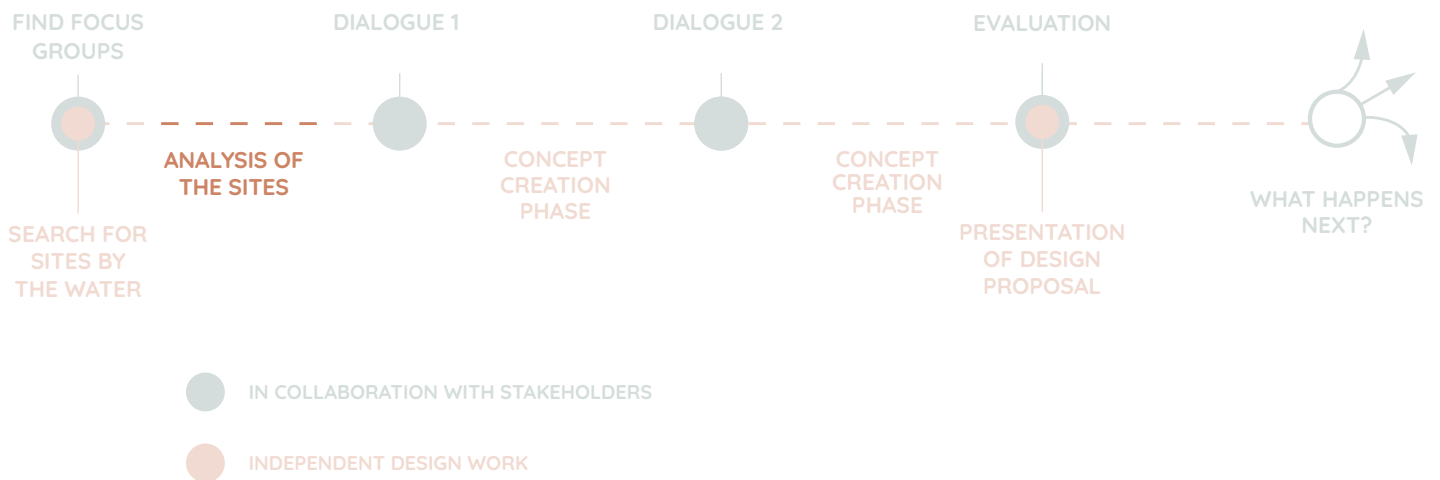 FIND FOCUS
GROUPS
DIALOGUE 1
DIALOGUE 2
EVALUATION
ANALYSIS OF
THE SITES
CONCEPT
CREATION
PHASE
CONCEPT
CREATION
PHASE
WHAT HAPPENS
NEXT?
SEARCH FOR
SITES BY
THE WATER
PRESENTATION
OF DESIGN
PROPOSAL
IN COLLABORATION WITH STAKEHOLDERS
INDEPENDENT DESIGN WORK